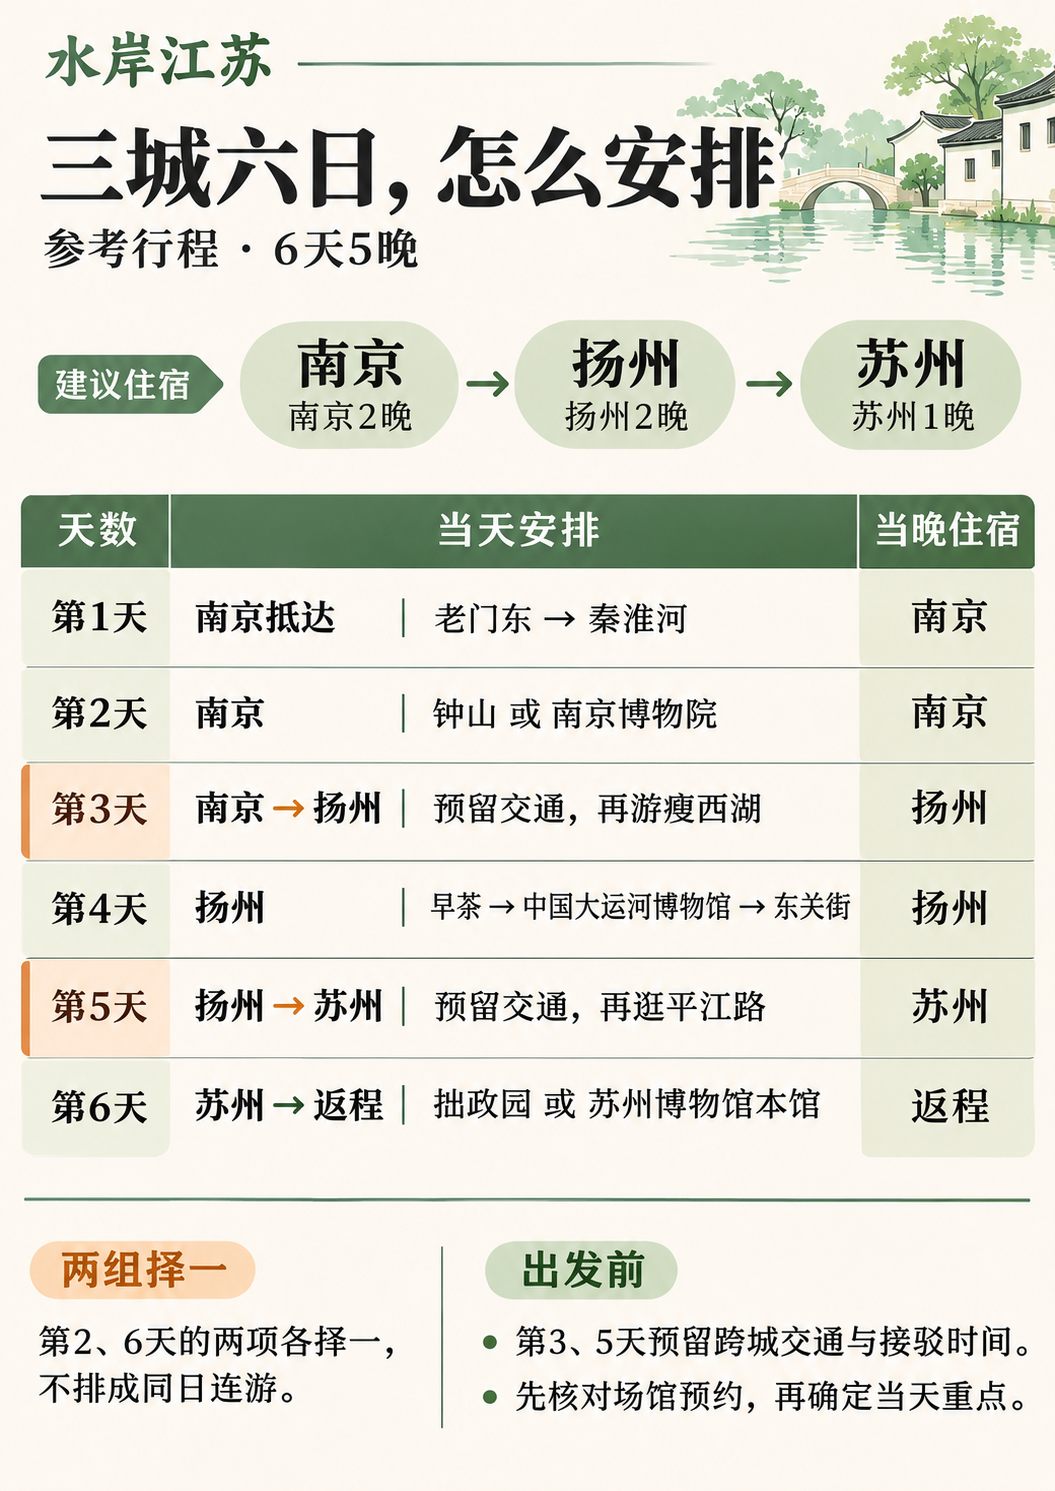 水岸江苏
三城六日，怎么安排
参考行程 · 6天5晚
建议住宿
南京 → 扬州 → 苏州
南京2晚 扬州2晚 苏州1晚
天数 当天安排 当晚住宿
第1天 南京抵达 | 老门东 → 秦淮河 南京
第2天 南京 | 钟山 或 南京博物院 南京
第3天 南京 → 扬州 | 预留交通，再游瘦西湖 扬州
第4天 扬州 | 早茶 → 中国大运河博物馆 → 东关街 扬州
第5天 扬州 → 苏州 | 预留交通，再逛平江路 苏州
第6天 苏州 → 返程 | 拙政园 或 苏州博物馆本馆 返程
两组择一
第2、6天的两项各择一，
不排成同日连游。
出发前
• 第3、5天预留跨城交通与接驳时间。
• 先核对场馆预约，再确定当天重点。